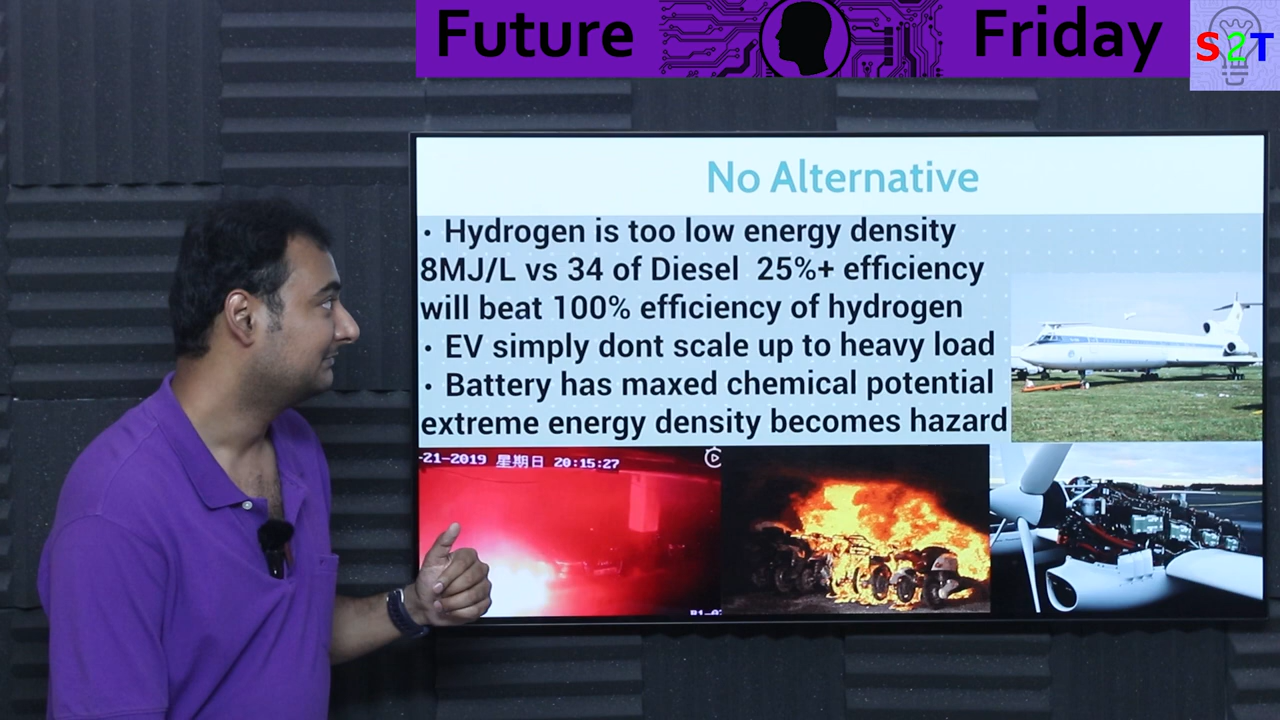 Future Friday
S2T
No Alternative
• Hydrogen is too low energy density
8MJ/L vs 34 of Diesel 25%+ efficiency
will beat 100% efficiency of hydrogen
• EV simply dont scale up to heavy load
• Battery has maxed chemical potential
extreme energy density becomes hazard
-21-2019 星期日 20:15:27